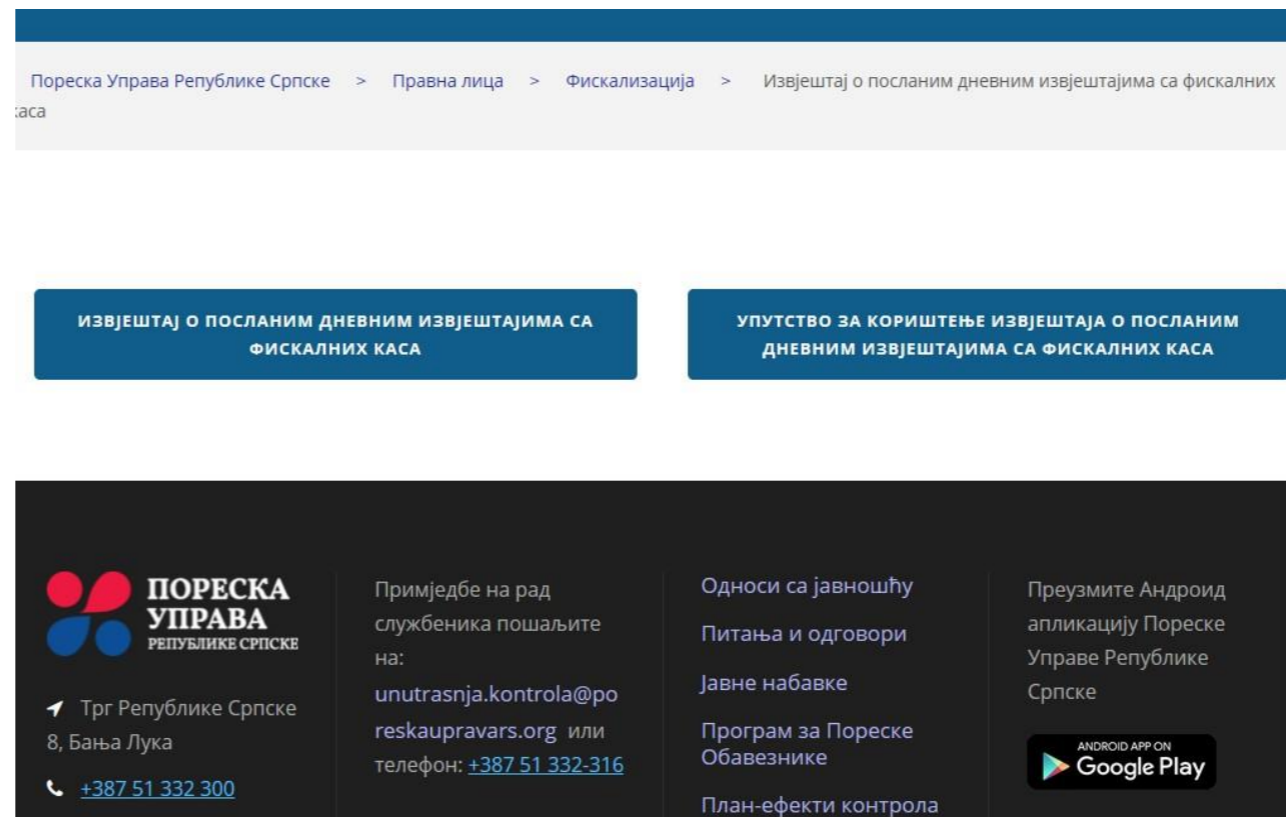 Пореска Управа Републике Српске > Правна лица > Фискализација > Извјештај о посланим дневним извјештајима са фискалних
каса
ИЗВЈЕШТАЈ О ПОСЛАНИМ ДНЕВНИМ ИЗВЈЕШТАЈИМА СА
ФИСКАЛНИХ КАСА
УПУТСТВО ЗА КОРИШТЕЊЕ ИЗВЈЕШТАЈА О ПОСЛАНИМ
ДНЕВНИМ ИЗВЈЕШТАЈИМА СА ФИСКАЛНИХ КАСА
ПОРЕСКА
УПРАВА
РЕПУБЛИКЕ СРПСКЕ
Трг Републике Српске
8, Бања Лука
+387 51 332 300
Примједбе на рад
службеника пошаљите
на:
unutrasnja.kontrola@po
reskaupravars.org или
телефон: +387 51 332-316
Односи са јавношћу
Питања и одговори
Јавне набавке
Програм за Пореске
Обавезнике
План-ефекти контрола
Преузмите Андроид
апликацију Пореске
Управе Републике
Српске
ANDROID APP ON
Google Play